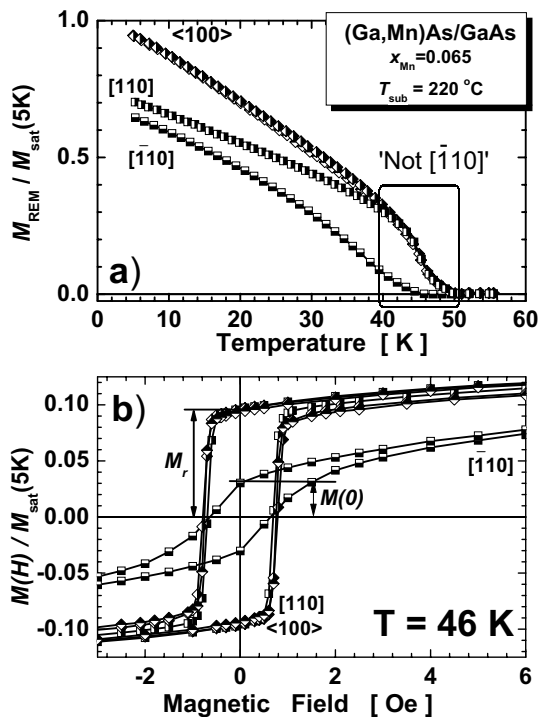 1.0
0.5
0.0
M_REM / M_sat(5K)
<100>
[110]
[1̄10]
(Ga,Mn)As/GaAs
x_Mn=0.065
T_sub = 220 °C
'Not [1̄10]'
a)
0 10 20 30 40 50 60
Temperature [ K ]
b)
0.10
0.05
0.00
-0.05
-0.10
M(H) / M_sat(5K)
M_r
[1̄10]
M(0)
[110]
<100>
T = 46 K
-2 0 2 4 6
Magnetic Field [ Oe ]